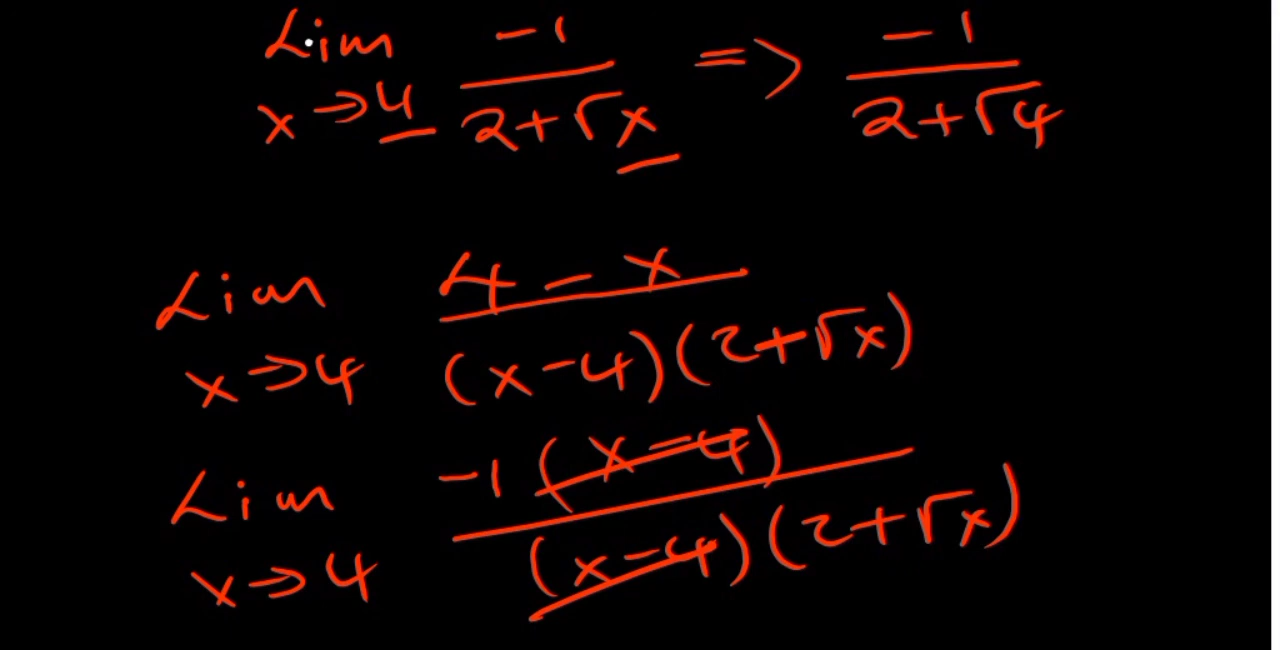 Lim x→4 -1/(2+√x) => -1/(2+√4)
Lim x→4 (4-x)/((x-4)(2+√x))
Lim x→4 -1(x-4)/((x-4)(2+√x))